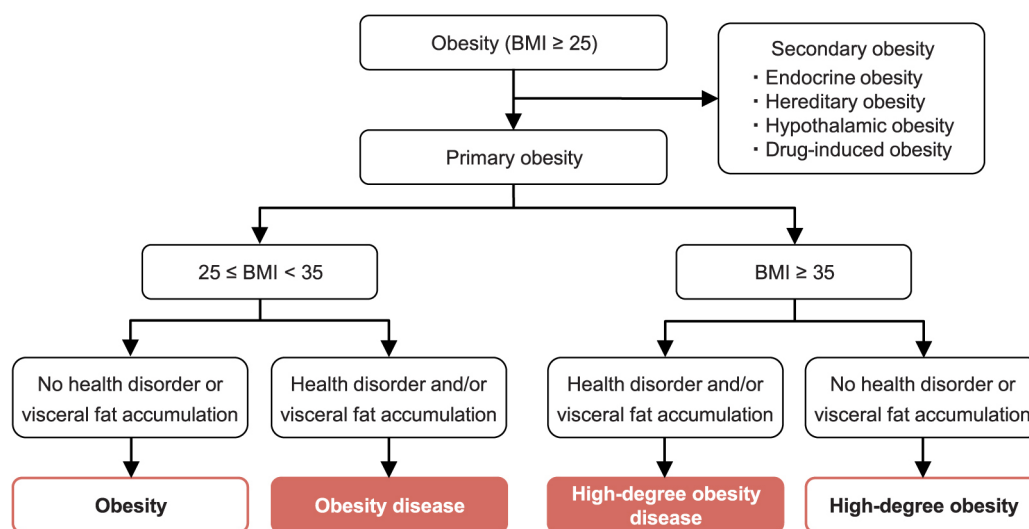 Obesity (BMI ≥ 25)
Secondary obesity
・Endocrine obesity
・Hereditary obesity
・Hypothalamic obesity
・Drug-induced obesity
Primary obesity
25 ≤ BMI < 35
BMI ≥ 35
No health disorder or
visceral fat accumulation
Health disorder and/or
visceral fat accumulation
Health disorder and/or
visceral fat accumulation
No health disorder or
visceral fat accumulation
Obesity
Obesity disease
High-degree obesity
disease
High-degree obesity